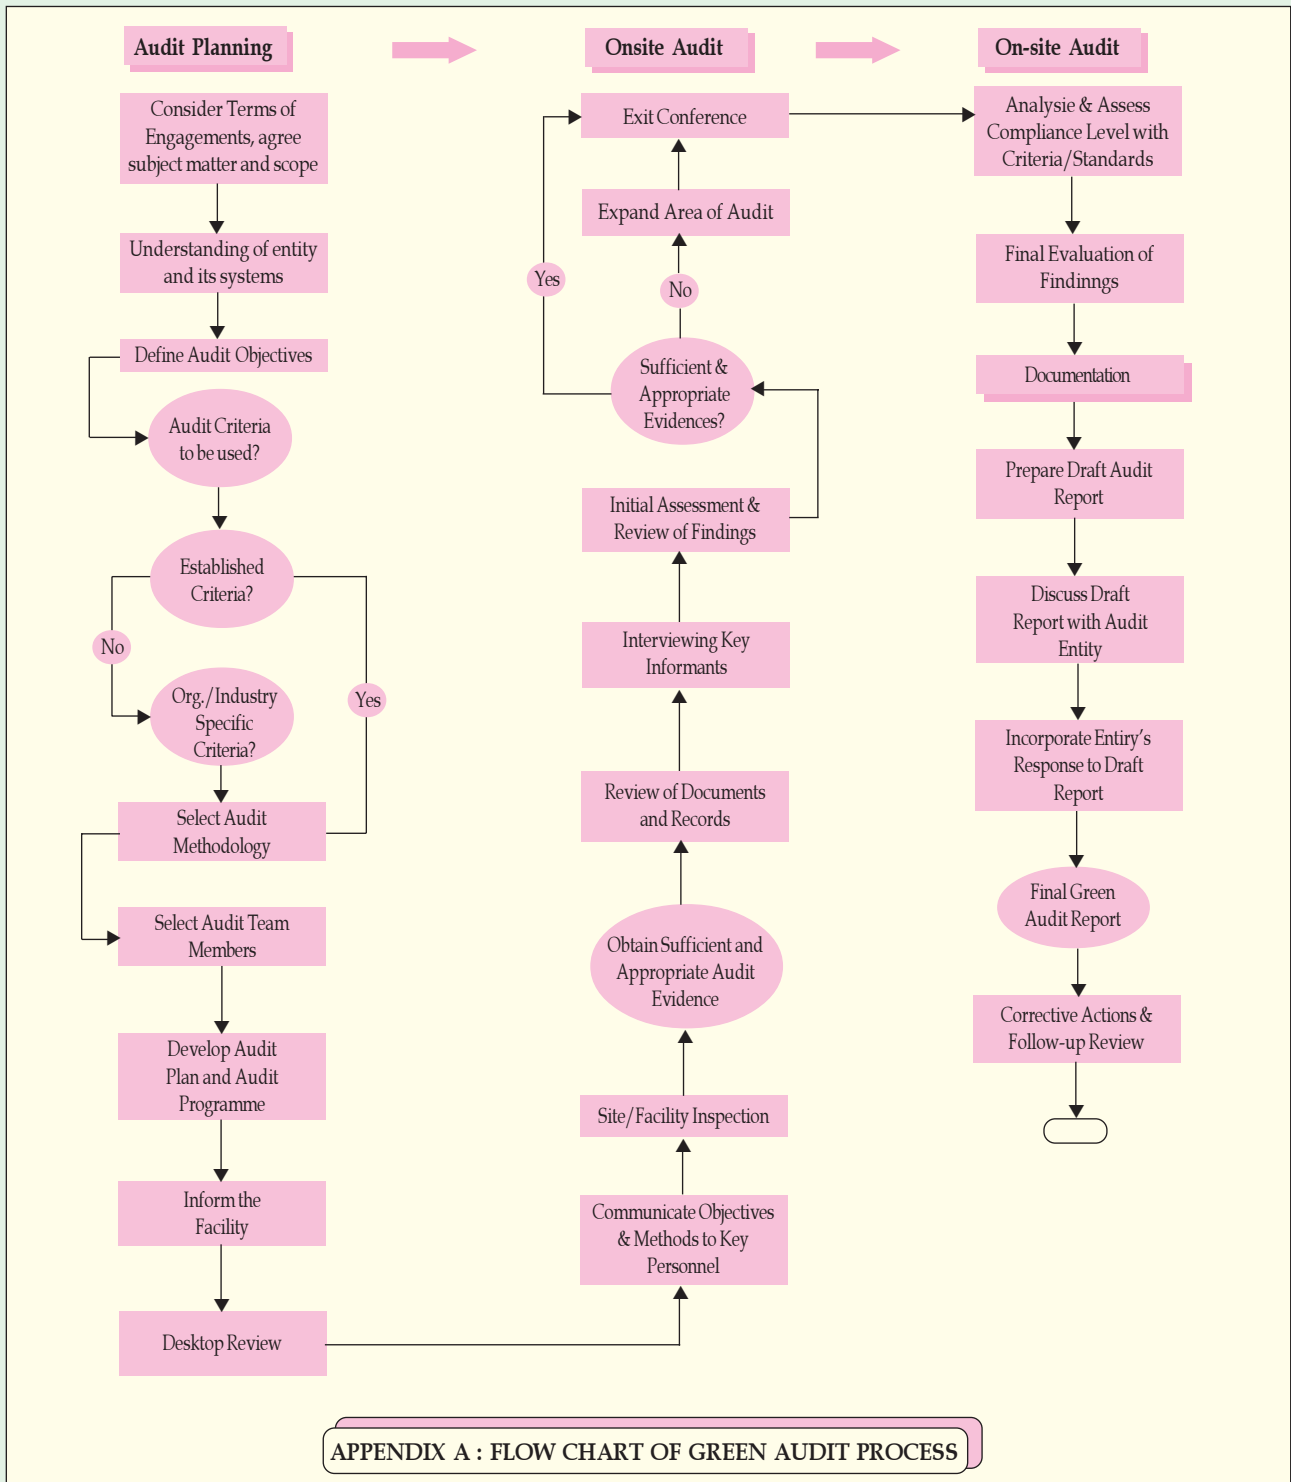 Audit Planning
Consider Terms of
Engagements, agree
subject matter and scope
Understanding of entity
and its systems
Define Audit Objectives
Audit Criteria
to be used?
Established
Criteria?
No
Yes
Org./Industry
Specific
Criteria?
Select Audit
Methodology
Select Audit Team
Members
Develop Audit
Plan and Audit
Programme
Inform the
Facility
Desktop Review
Onsite Audit
Exit Conference
Expand Area of Audit
Yes
No
Sufficient &
Appropriate
Evidences?
Initial Assessment &
Review of Findings
Interviewing Key
Informants
Review of Documents
and Records
Obtain Sufficient and
Appropriate Audit
Evidence
Site/Facility Inspection
Communicate Objectives
& Methods to Key
Personnel
On-site Audit
Analysie & Assess
Compliance Level with
Criteria/Standards
Final Evaluation of
Findinngs
Documentation
Prepare Draft Audit
Report
Discuss Draft
Report with Audit
Entity
Incorporate Entiry's
Response to Draft
Report
Final Green
Audit Report
Corrective Actions &
Follow-up Review
APPENDIX A : FLOW CHART OF GREEN AUDIT PROCESS